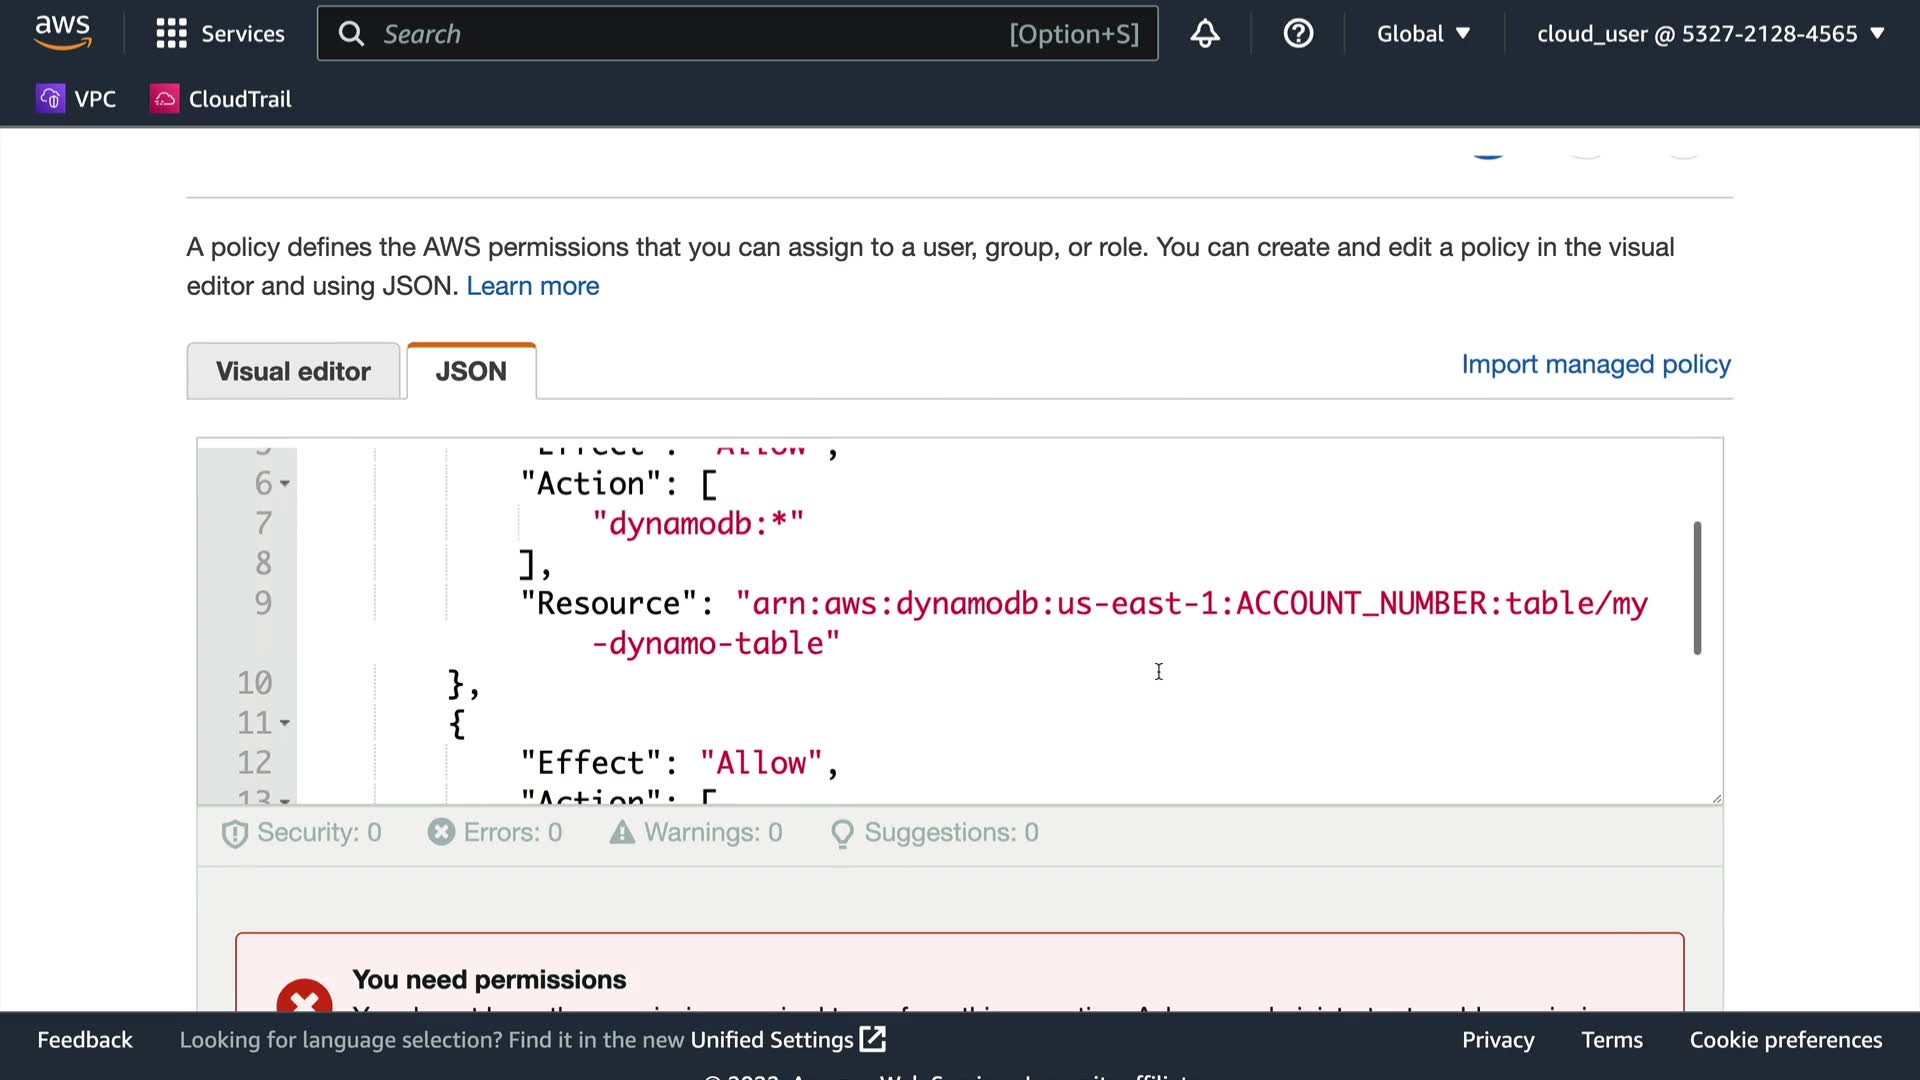 aws
Services
Search
[Option+S]
Global
cloud_user @ 5327-2128-4565
VPC
CloudTrail
A policy defines the AWS permissions that you can assign to a user, group, or role. You can create and edit a policy in the visual
editor and using JSON. Learn more
Visual editor
JSON
Import managed policy
5 "Effect": "Allow",
6 "Action": [
7 "dynamodb:*"
8 ],
9 "Resource": "arn:aws:dynamodb:us-east-1:ACCOUNT_NUMBER:table/my
-dynamo-table"
10 },
11 {
12 "Effect": "Allow",
13 "Action": [
Security: 0
Errors: 0
Warnings: 0
Suggestions: 0
You need permissions
Feedback
Looking for language selection? Find it in the new Unified Settings
Privacy
Terms
Cookie preferences